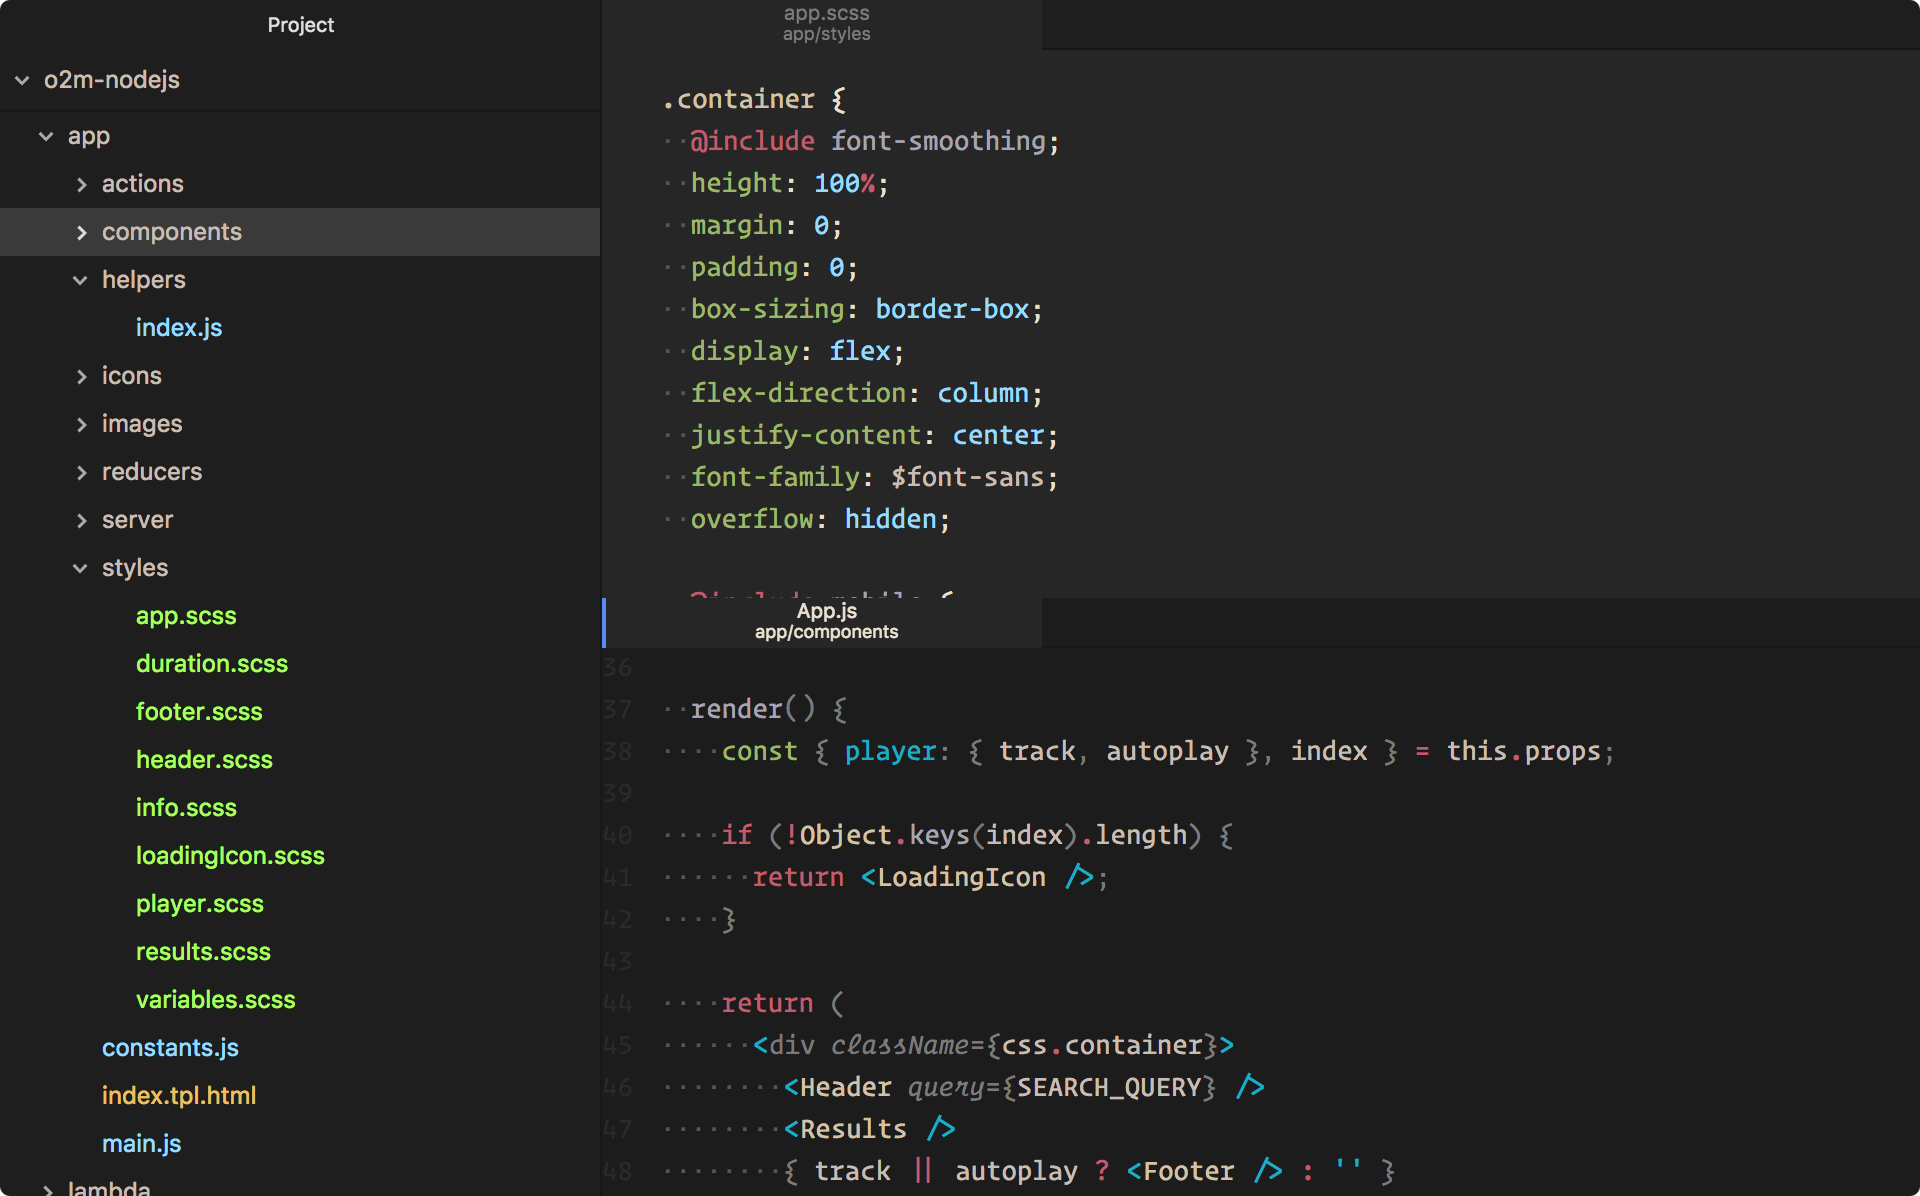 Project
o2m-nodejs
app
actions
components
helpers
index.js
icons
images
reducers
server
styles
app.scss
duration.scss
footer.scss
header.scss
info.scss
loadingIcon.scss
player.scss
results.scss
variables.scss
constants.js
index.tpl.html
main.js
lambda
app.scss
app/styles
.container {
··@include font-smoothing;
··height: 100%;
··margin: 0;
··padding: 0;
··box-sizing: border-box;
··display: flex;
··flex-direction: column;
··justify-content: center;
··font-family: $font-sans;
··overflow: hidden;
@include mobile {
App.js
app/components
36
37 ··render() {
38 ····const { player: { track, autoplay }, index } = this.props;
39
40 ····if (!Object.keys(index).length) {
41 ······return <LoadingIcon />;
42 ····}
43
44 ····return (
45 ······<div className={css.container}>
46 ········<Header query={SEARCH_QUERY} />
47 ········<Results />
48 ········{ track || autoplay ? <Footer /> : '' }